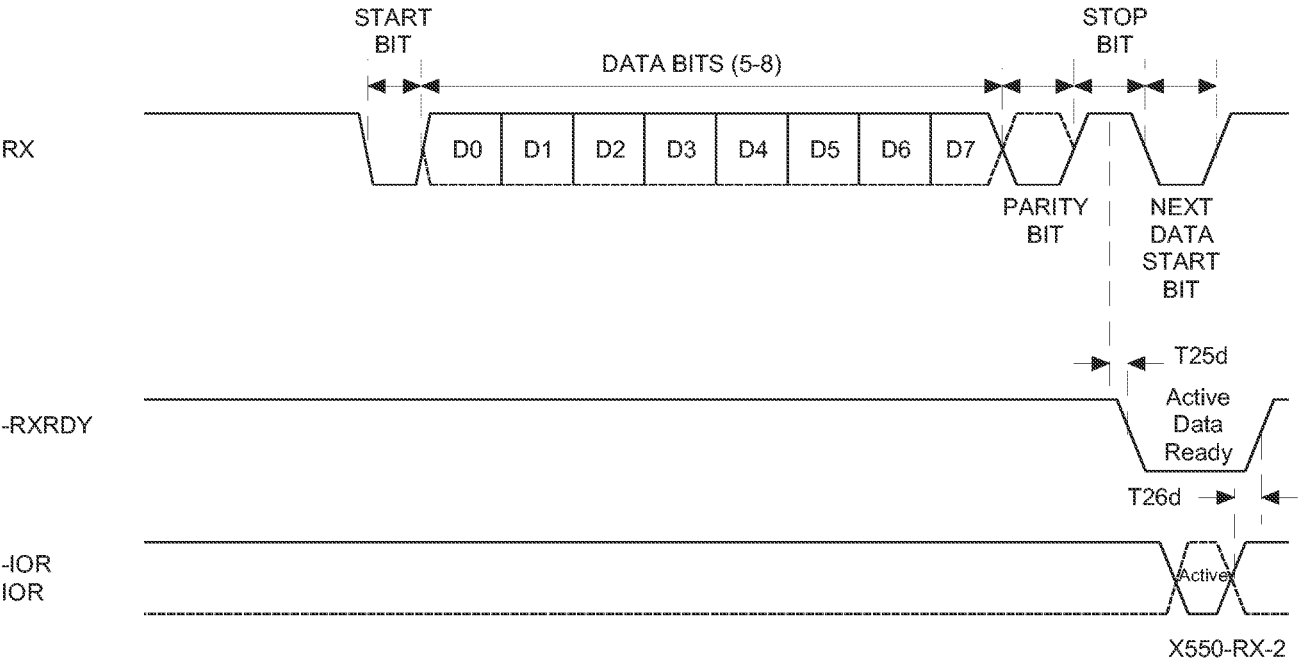 START
BIT
STOP
BIT
DATA BITS (5-8)
RX
D0 D1 D2 D3 D4 D5 D6 D7
PARITY
BIT
NEXT
DATA
START
BIT
T25d
-RXRDY
Active
Data
Ready
T26d
-IOR
IOR
Active
X550-RX-2